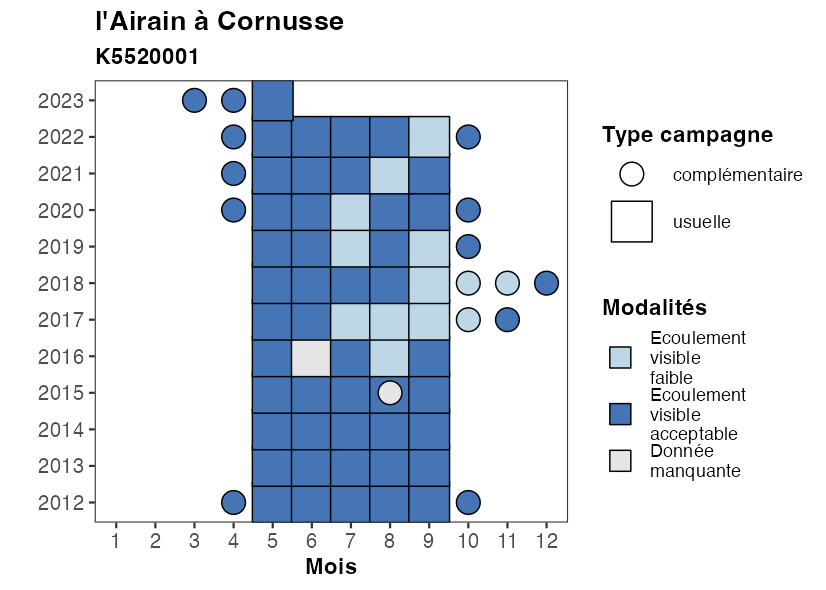 l'Airain à Cornusse
K5520001
2023
2022
2021
2020
2019
2018
2017
2016
2015
2014
2013
2012
1 2 3 4 5 6 7 8 9 10 11 12
Mois
Type campagne
complémentaire
usuelle
Modalités
Ecoulement
visible
faible
Ecoulement
visible
acceptable
Donnée
manquante